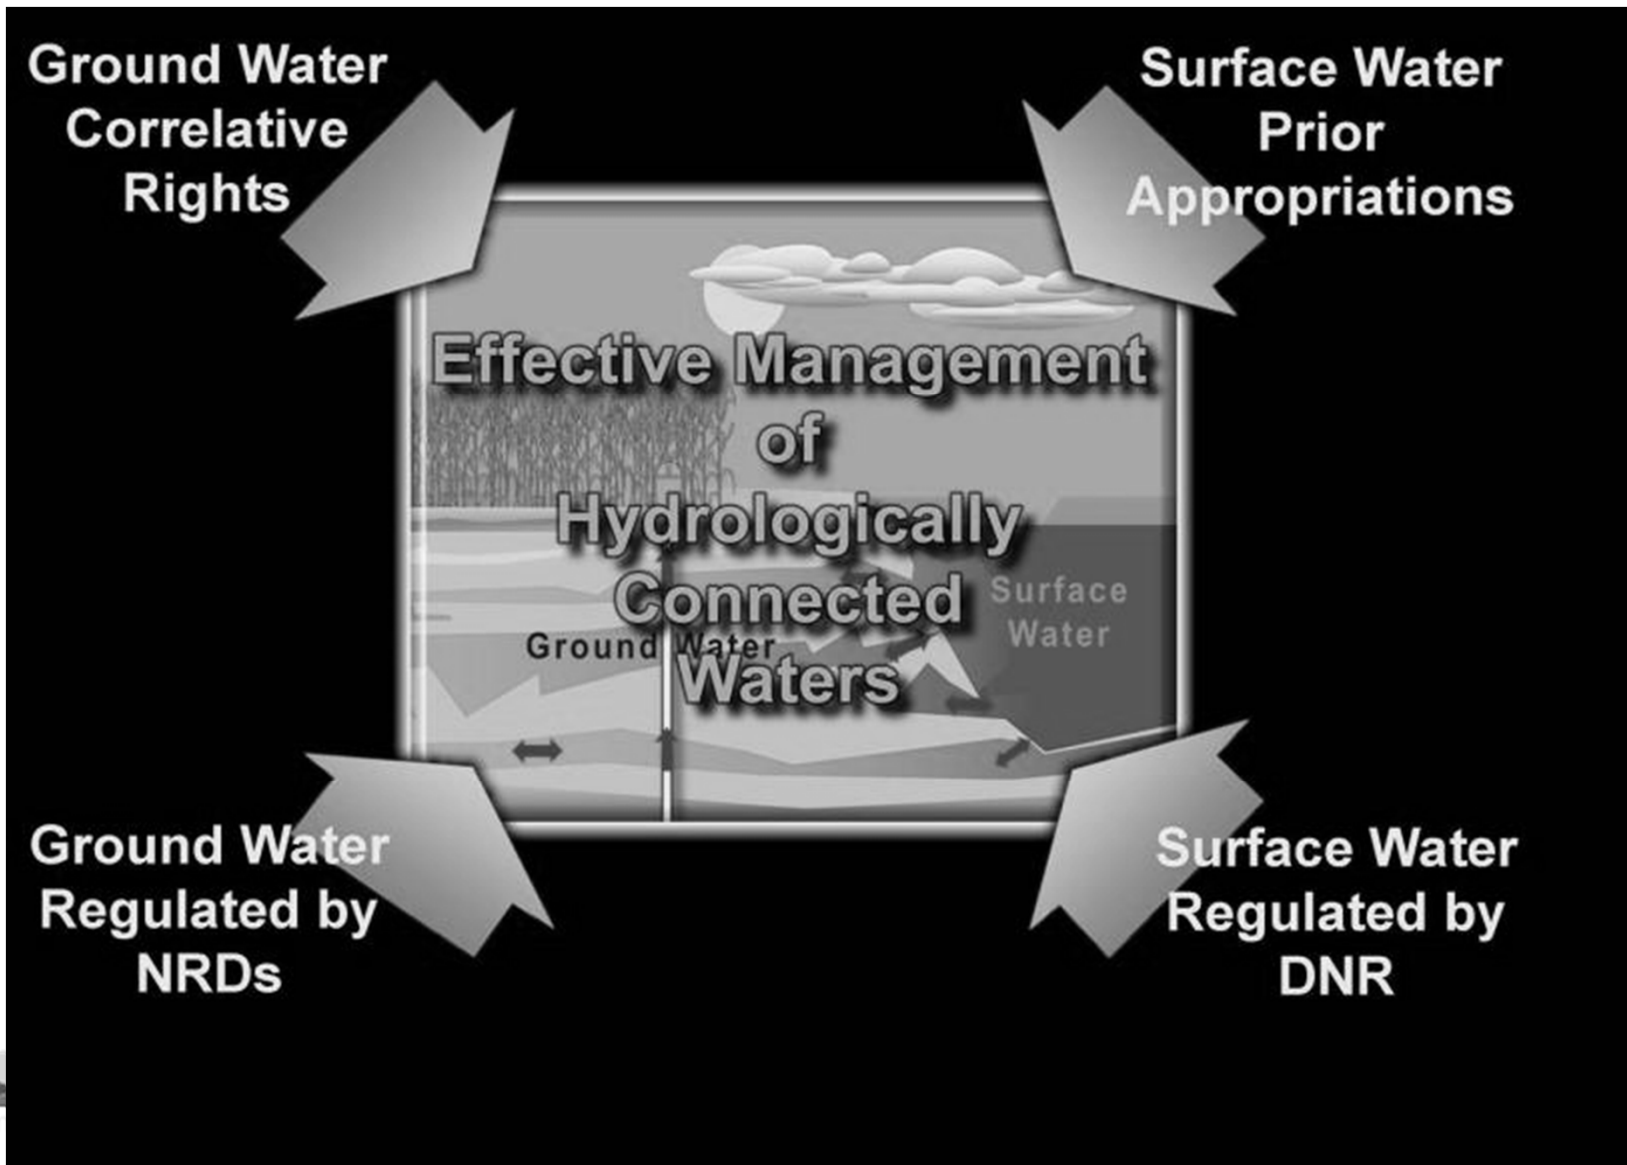 Ground Water
Correlative
Rights
Surface Water
Prior
Appropriations
Effective Management
of
Hydrologically
Connected
Waters
Ground Water
Surface
Water
Ground Water
Regulated by
NRDs
Surface Water
Regulated by
DNR